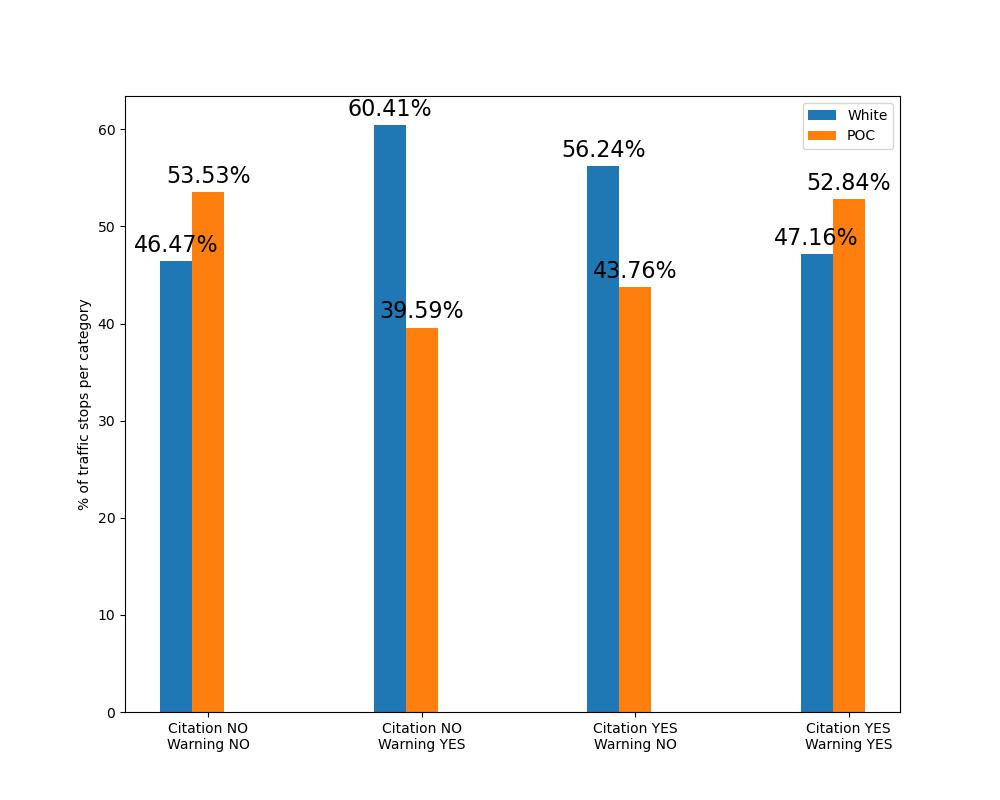 60.41%
White
POC
56.24%
53.53%
52.84%
46.47%
47.16%
43.76%
39.59%
% of traffic stops per category
60
50
40
30
20
10
0
Citation NO
Warning NO
Citation NO
Warning YES
Citation YES
Warning NO
Citation YES
Warning YES